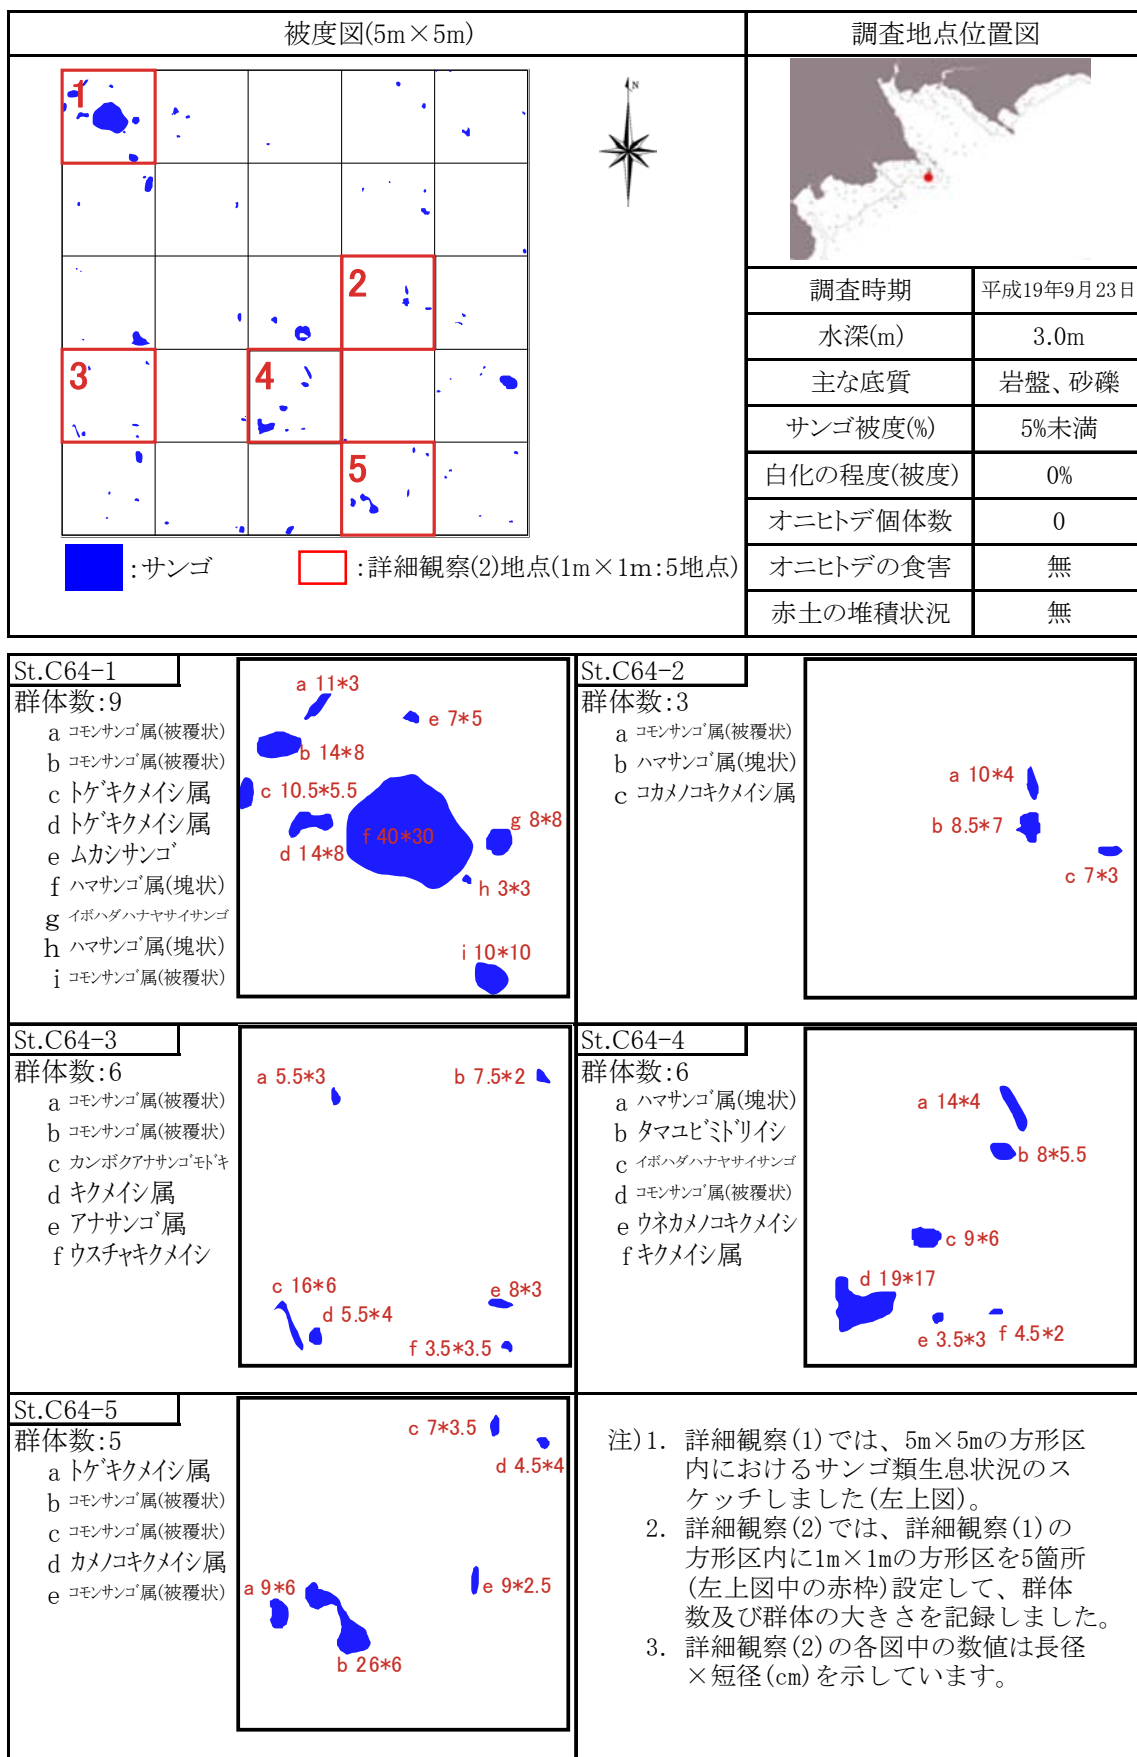 被度図(5m×5m)
調査地点位置図
1
2
3
4
5
N
:サンゴ
:詳細観察(2)地点(1m×1m:5地点)
調査時期 平成19年9月23日
水深(m) 3.0m
主な底質 岩盤、砂礫
サンゴ被度(%) 5%未満
白化の程度(被度) 0%
オニヒトデ個体数 0
オニヒトデの食害 無
赤土の堆積状況 無
St.C64-1
群体数:9
a コモンサンゴ属(被覆状)
b コモンサンゴ属(被覆状)
c トゲキクメイシ属
d トゲキクメイシ属
e ムカシサンゴ
f ハマサンゴ属(塊状)
g イボハダハナヤサイサンゴ
h ハマサンゴ属(塊状)
i コモンサンゴ属(被覆状)
a 11*3
e 7*5
b 14*8
c 10.5*5.5
g 8*8
f 40*30
d 14*8
h 3*3
i 10*10
St.C64-2
群体数:3
a コモンサンゴ属(被覆状)
b ハマサンゴ属(塊状)
c コカメノコキクメイシ属
a 10*4
b 8.5*7
c 7*3
St.C64-3
群体数:6
a コモンサンゴ属(被覆状)
b コモンサンゴ属(被覆状)
c カンボクアナサンゴモドキ
d キクメイシ属
e アナサンゴ属
f ウスチャキクメイシ
a 5.5*3
b 7.5*2
c 16*6
e 8*3
d 5.5*4
f 3.5*3.5
St.C64-4
群体数:6
a ハマサンゴ属(塊状)
b タマユビミドリイシ
c イボハダハナヤサイサンゴ
d コモンサンゴ属(被覆状)
e ウネカメノコキクメイシ
f キクメイシ属
a 14*4
b 8*5.5
c 9*6
d 19*17
e 3.5*3
f 4.5*2
St.C64-5
群体数:5
a トゲキクメイシ属
b コモンサンゴ属(被覆状)
c コモンサンゴ属(被覆状)
d カメノコキクメイシ属
e コモンサンゴ属(被覆状)
c 7*3.5
d 4.5*4
a 9*6
e 9*2.5
b 26*6
注)1. 詳細観察(1)では、5m×5mの方形区
内におけるサンゴ類生息状況のス
ケッチしました(左上図)。
2. 詳細観察(2)では、詳細観察(1)の
方形区内に1m×1mの方形区を5箇所
(左上図中の赤枠)設定して、群体
数及び群体の大きさを記録しました。
3. 詳細観察(2)の各図中の数値は長径
×短径(cm)を示しています。